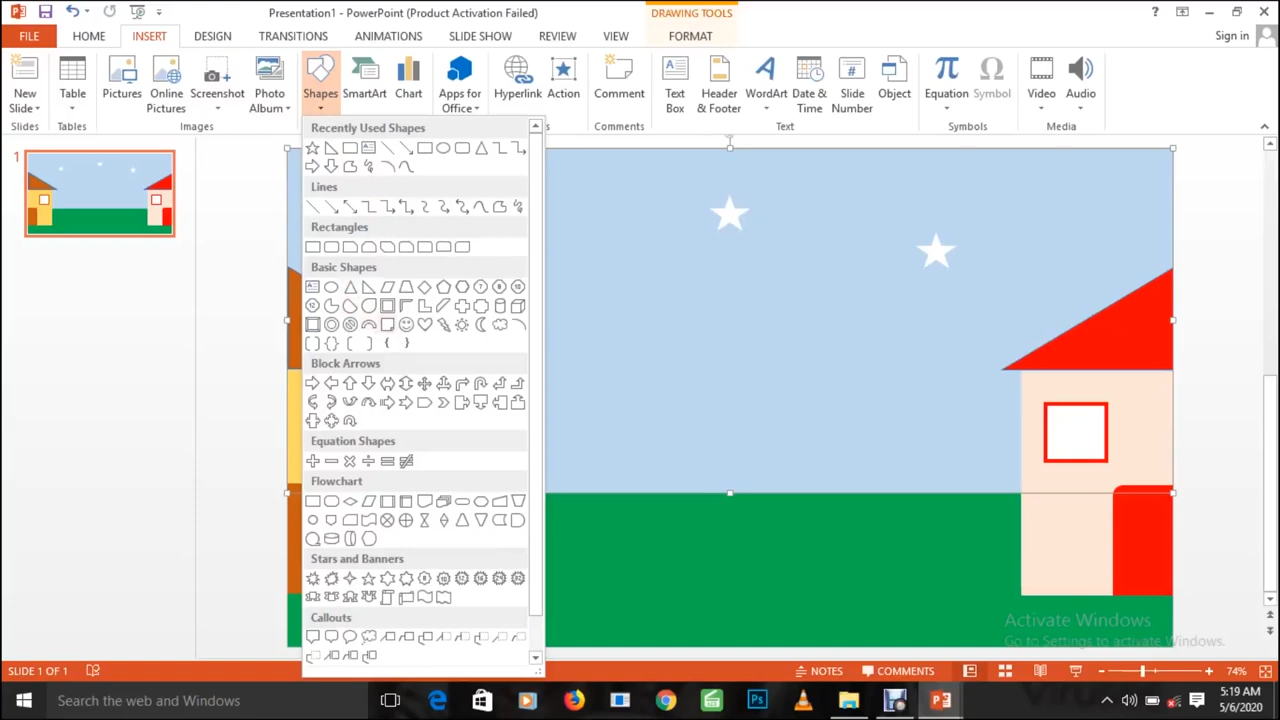 Presentation1 - PowerPoint (Product Activation Failed)
DRAWING TOOLS
FILE HOME INSERT DESIGN TRANSITIONS ANIMATIONS SLIDE SHOW REVIEW VIEW FORMAT
Sign in
New Slide
Table
Pictures
Online Pictures
Screenshot
Photo Album
Shapes
SmartArt
Chart
Apps for Office
Hyperlink
Action
Comment
Text Box
Header & Footer
WordArt
Date & Time
Slide Number
Object
Equation
Symbol
Video
Audio
Slides
Tables
Images
Comments
Text
Symbols
Media
1
Recently Used Shapes
Lines
Rectangles
Basic Shapes
Block Arrows
Equation Shapes
Flowchart
Stars and Banners
Callouts
Activate Windows
Go to Settings to activate Windows.
SLIDE 1 OF 1
NOTES
COMMENTS
74%
Search the web and Windows
5:19 AM
5/6/2020